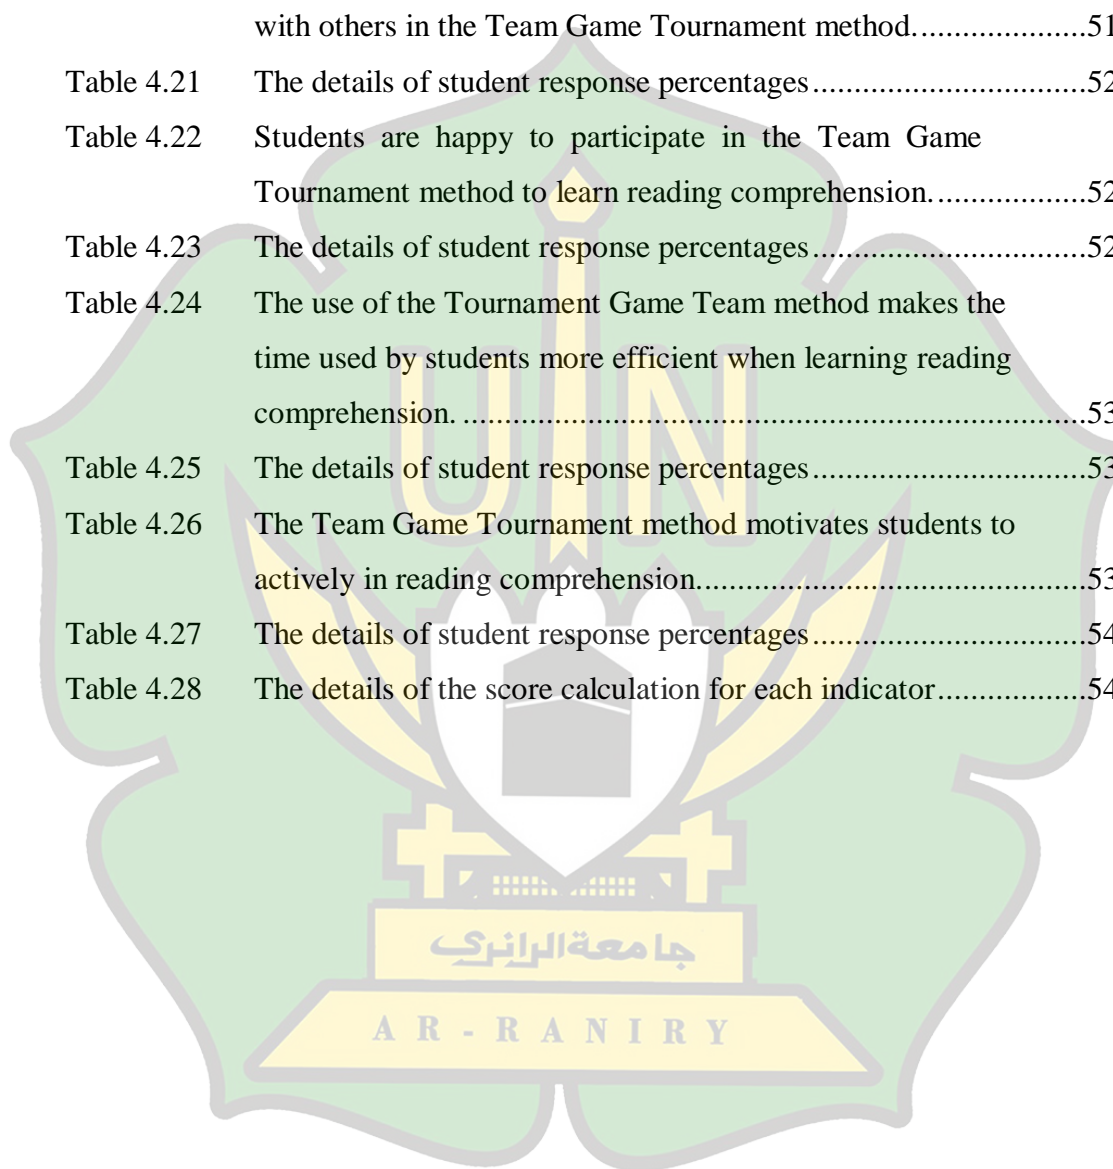 with others in the Team Game Tournament method.....................51
Table 4.21 The details of student response percentages..............................52
Table 4.22 Students are happy to participate in the Team Game
Tournament method to learn reading comprehension.................52
Table 4.23 The details of student response percentages..............................52
Table 4.24 The use of the Tournament Game Team method makes the
time used by students more efficient when learning reading
comprehension. .....................................................................53
Table 4.25 The details of student response percentages..............................53
Table 4.26 The Team Game Tournament method motivates students to
actively in reading comprehension...........................................53
Table 4.27 The details of student response percentages..............................54
Table 4.28 The details of the score calculation for each indicator................54
UIN
جامعة الرانري
AR-RANIRY